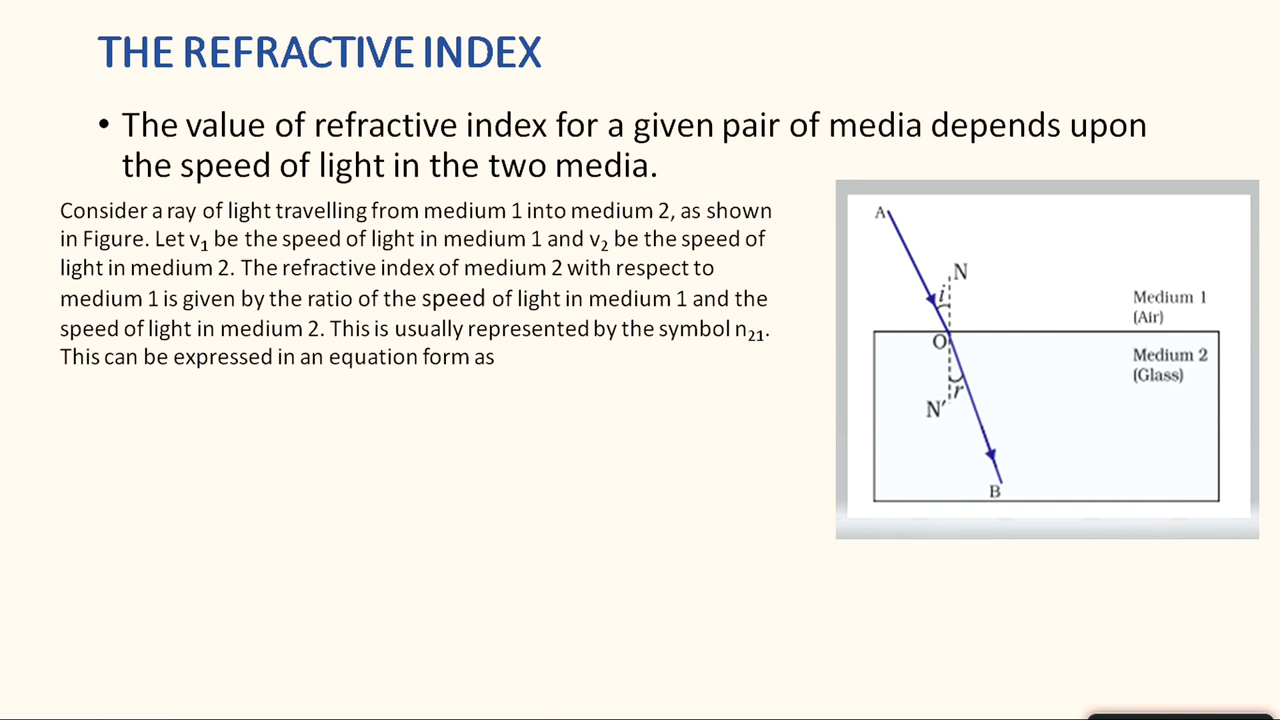 THE REFRACTIVE INDEX
• The value of refractive index for a given pair of media depends upon
the speed of light in the two media.
Consider a ray of light travelling from medium 1 into medium 2, as shown
in Figure. Let v₁ be the speed of light in medium 1 and v₂ be the speed of
light in medium 2. The refractive index of medium 2 with respect to
medium 1 is given by the ratio of the speed of light in medium 1 and the
speed of light in medium 2. This is usually represented by the symbol n₂₁.
This can be expressed in an equation form as
A
N
i
Medium 1
(Air)
O
Medium 2
(Glass)
r
N′
B